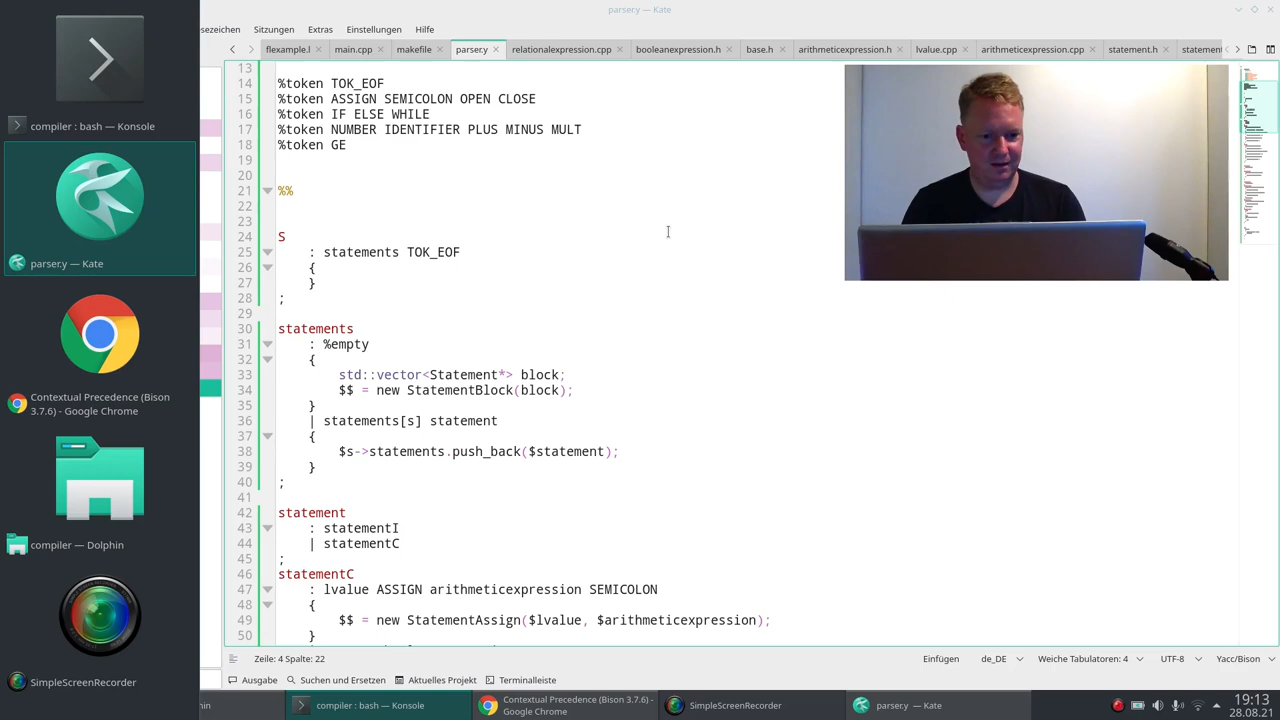 parser.y — Kate
sezeichen Sitzungen Extras Einstellungen Hilfe
flexample.l main.cpp makefile parser.y relationalexpression.cpp booleanexpression.h base.h arithmeticexpression.h lvalue.cpp arithmeticexpression.cpp statement.h statement
compiler : bash — Konsole
parser.y — Kate
Contextual Precedence (Bison
3.7.6) - Google Chrome
compiler — Dolphin
SimpleScreenRecorder
13
14 %token TOK_EOF
15 %token ASSIGN SEMICOLON OPEN CLOSE
16 %token IF ELSE WHILE
17 %token NUMBER IDENTIFIER PLUS MINUS MULT
18 %token GE
19
20
21 %%
22
23
24 S
25 : statements TOK_EOF
26 {
27 }
28 ;
29
30 statements
31 : %empty
32 {
33 std::vector<Statement*> block;
34 $$ = new StatementBlock(block);
35 }
36 | statements[s] statement
37 {
38 $s->statements.push_back($statement);
39 }
40 ;
41
42 statement
43 : statementI
44 | statementC
45 ;
46 statementC
47 : lvalue ASSIGN arithmeticexpression SEMICOLON
48 {
49 $$ = new StatementAssign($lvalue, $arithmeticexpression);
50 }
Zeile: 4 Spalte: 22 Einfügen de_DE Weiche Tabulatoren: 4 UTF-8 Yacc/Bison
Ausgabe Suchen und Ersetzen Aktuelles Projekt Terminalleiste
compiler : bash — Konsole
Contextual Precedence (Bison 3.7.6) -
Google Chrome
SimpleScreenRecorder
parser.y — Kate
19:13
28.08.21